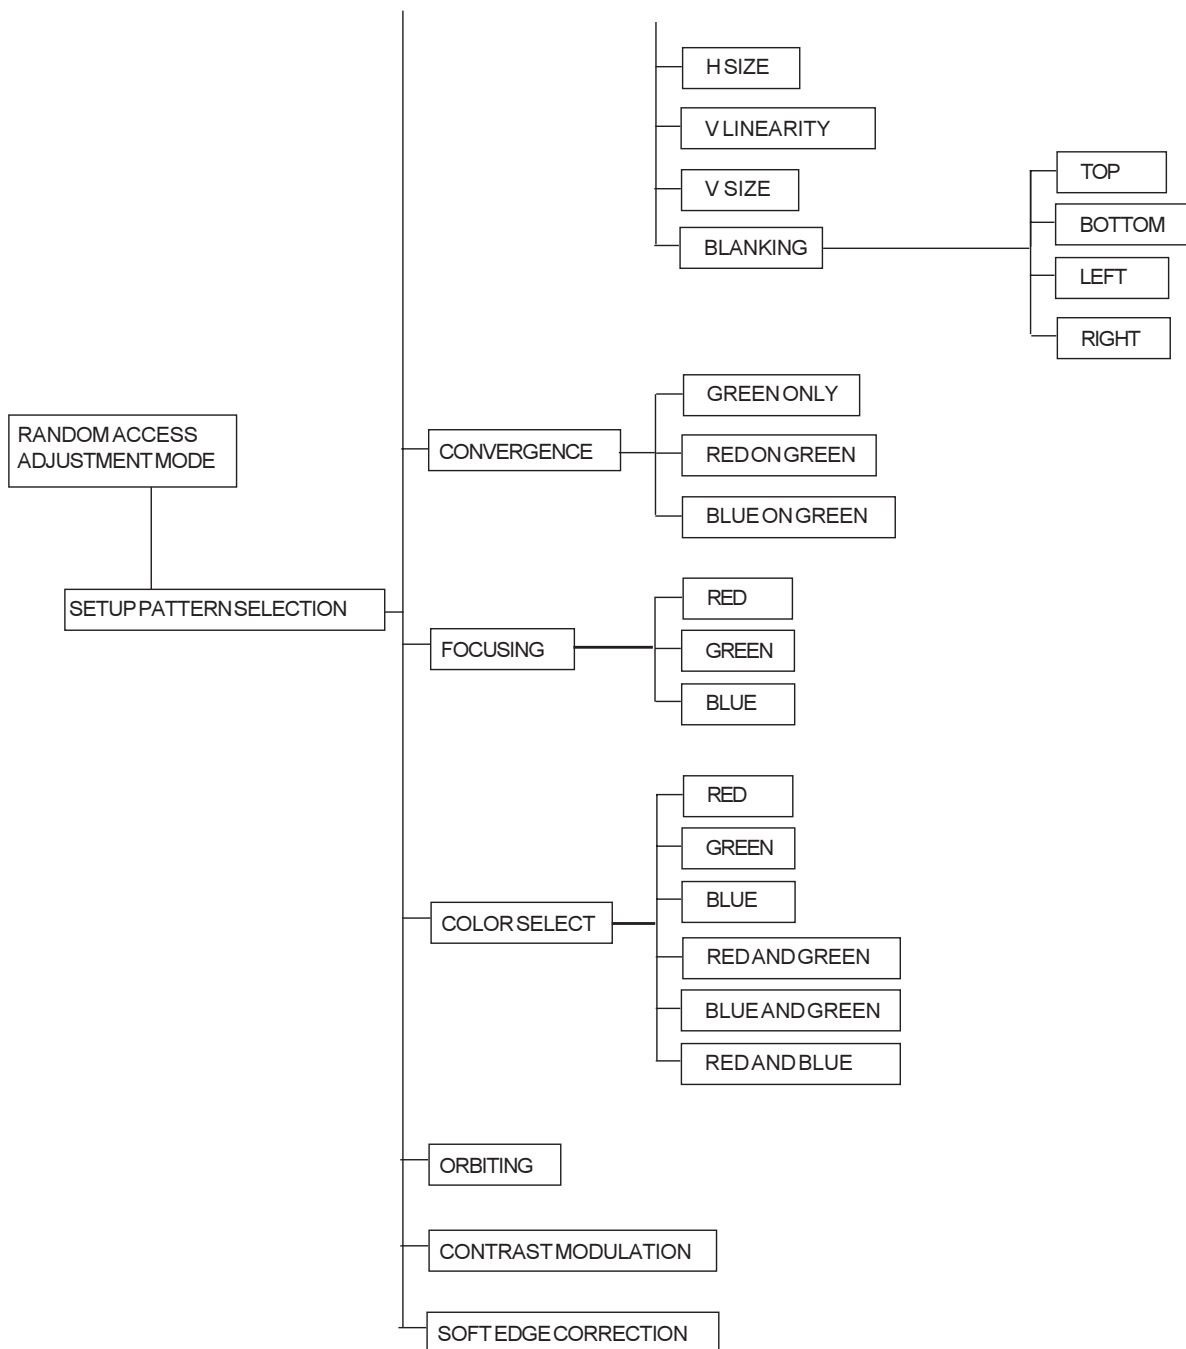 H SIZE
V LINEARITY
V SIZE
BLANKING
TOP
BOTTOM
LEFT
RIGHT
RANDOM ACCESS
ADJUSTMENT MODE
SETUP PATTERN SELECTION
CONVERGENCE
GREEN ONLY
RED ON GREEN
BLUE ON GREEN
FOCUSING
RED
GREEN
BLUE
COLOR SELECT
RED
GREEN
BLUE
RED AND GREEN
BLUE AND GREEN
RED AND BLUE
ORBITING
CONTRAST MODULATION
SOFT EDGE CORRECTION